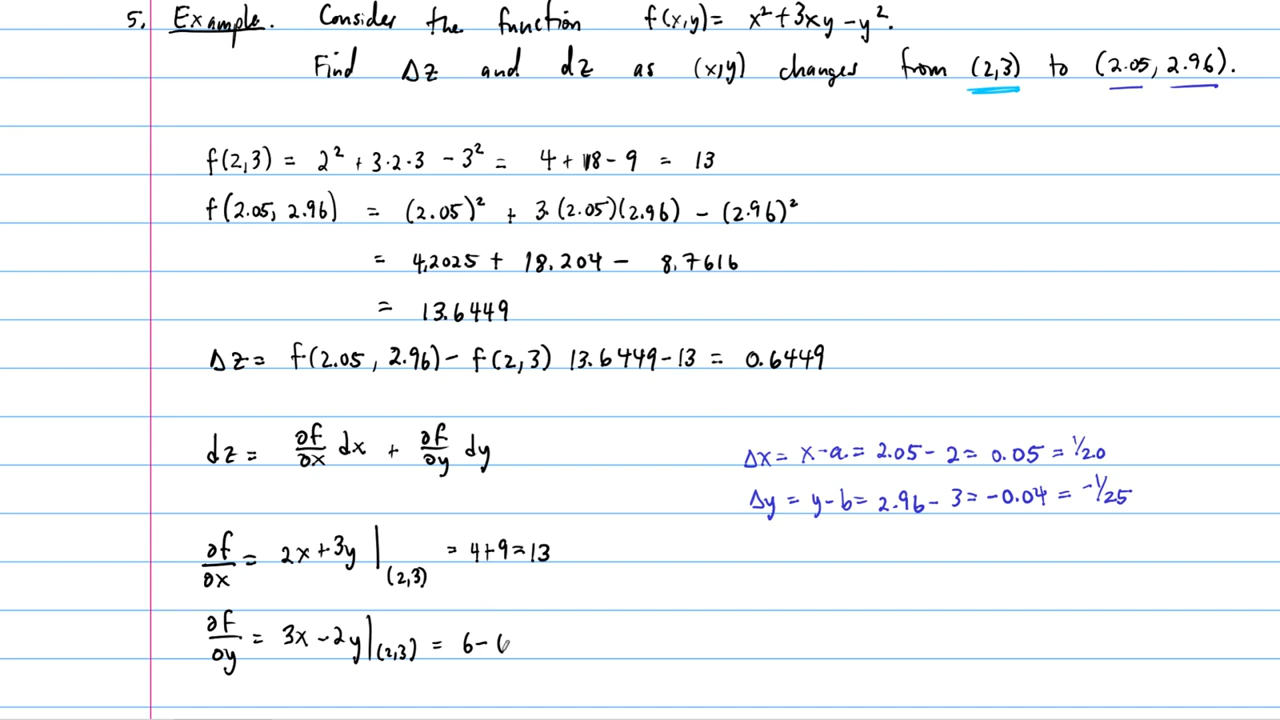 5. Example. Consider the function f(x,y) = x² + 3xy - y².
Find Δz and dz as (x,y) changes from (2,3) to (2.05, 2.96).
f(2,3) = 2² + 3·2·3 - 3² = 4 + 18 - 9 = 13
f(2.05, 2.96) = (2.05)² + 3·(2.05)(2.96) - (2.96)²
= 4.2025 + 18.204 - 8.7616
= 13.6449
Δz = f(2.05, 2.96) - f(2,3) 13.6449 - 13 = 0.6449
dz = ∂f/∂x dx + ∂f/∂y dy
Δx = x-a = 2.05 - 2 = 0.05 = 1/20
Δy = y-b = 2.96 - 3 = -0.04 = -1/25
∂f/∂x = 2x+3y |(2,3) = 4+9 = 13
∂f/∂y = 3x - 2y |(2,3) = 6 - 6